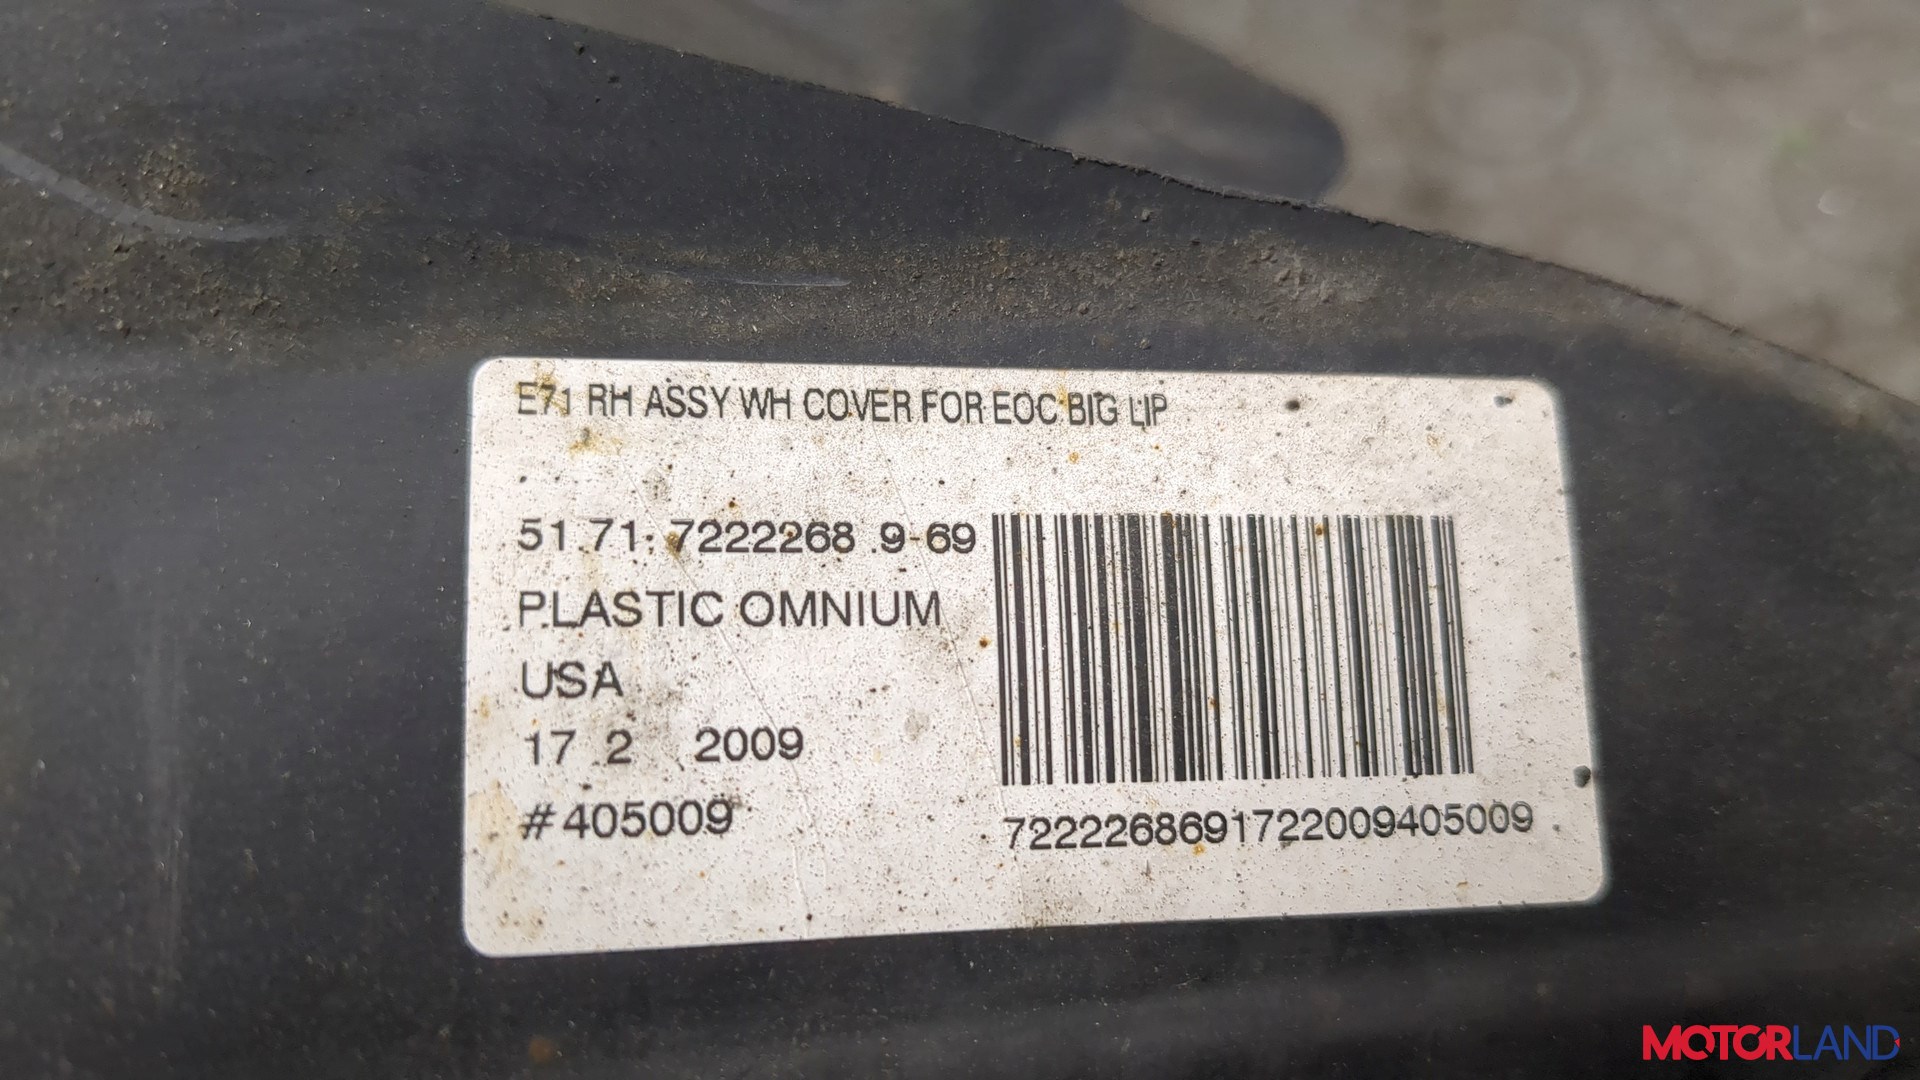 E71 RH ASSY WH COVER FOR EOC BIG LIP
51.71: 7222268 .9-69
PLASTIC OMNIUM
USA
17 2 2009
#405009
7222268691722009405009
MOTORLAND